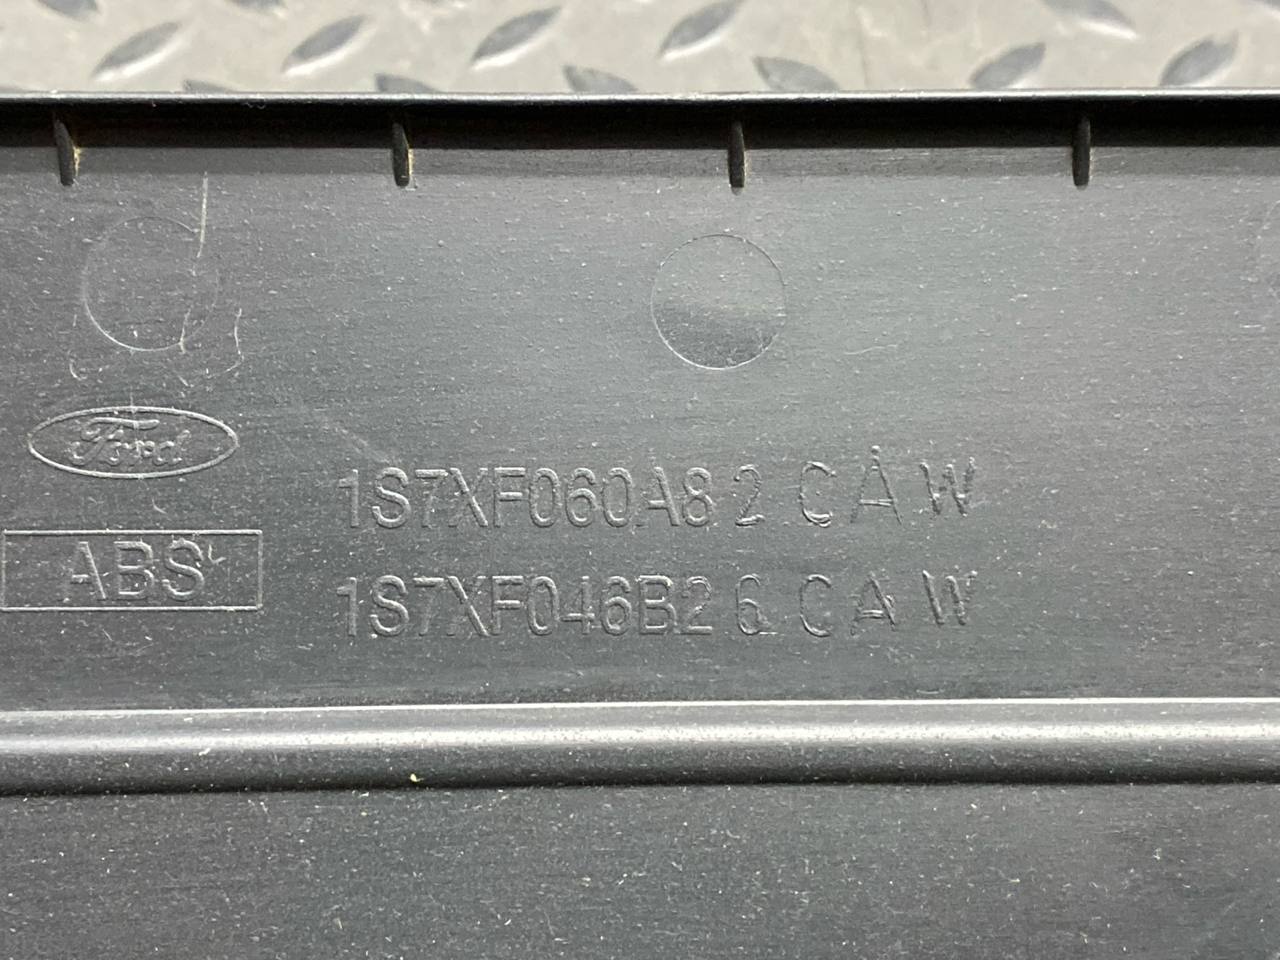 Ford
1S7XF060A82 C A W
ABS
1S7XF046B26 C A W